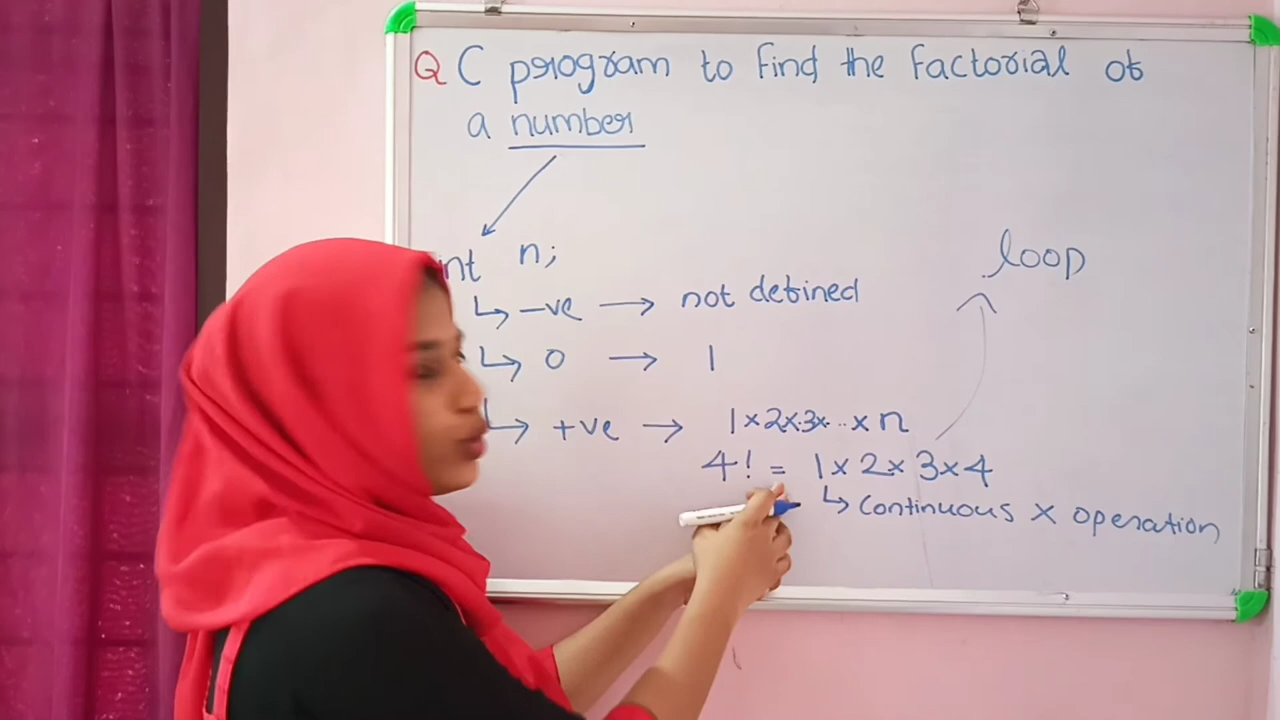 Q C program to find the factorial of
a number
int n;
↳ -ve → not defined
↳ 0 → 1
↳ +ve → 1×2×3×...×n
4! = 1×2×3×4
↳ Continuous × operation
loop